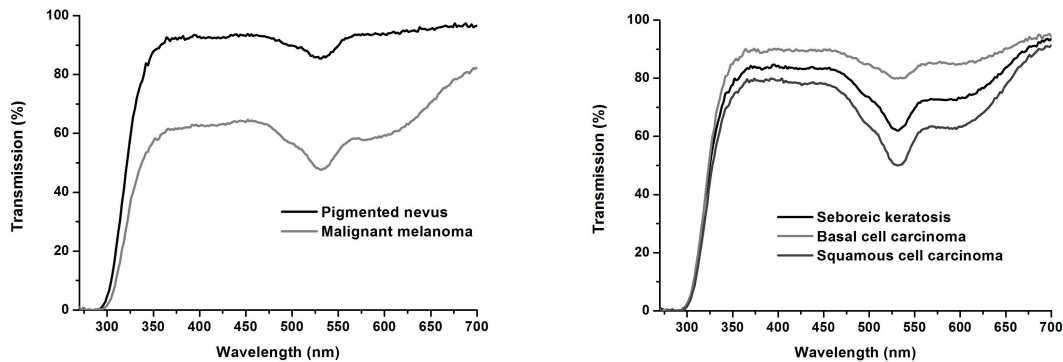 100
80
60
40
20
0
Transmission (%)
300 350 400 450 500 550 600 650 700
Wavelength (nm)
Pigmented nevus
Malignant melanoma
100
80
60
40
20
0
Transmission (%)
300 350 400 450 500 550 600 650 700
Wavelength (nm)
Seboreic keratosis
Basal cell carcinoma
Squamous cell carcinoma